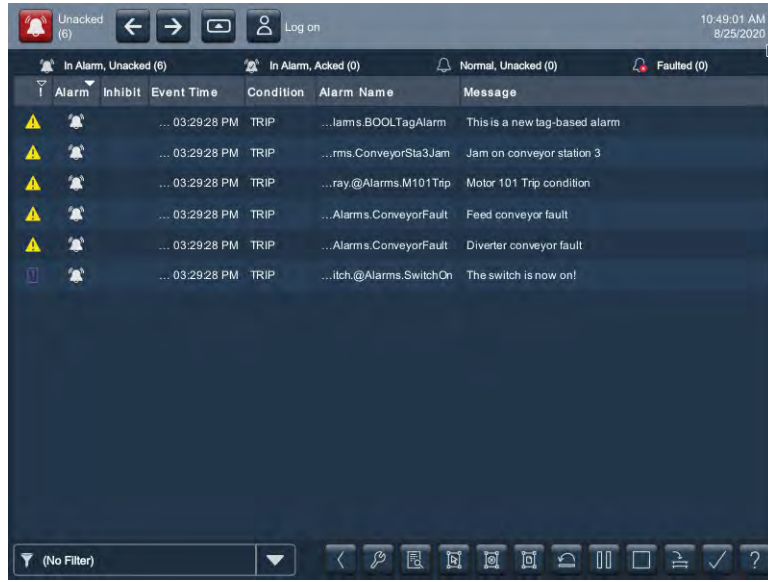 Unacked
(6)
Log on
10:49:01 AM
8/25/2020
In Alarm, Unacked (6) In Alarm, Acked (0) Normal, Unacked (0) Faulted (0)
! Alarm Inhibit Event Time Condition Alarm Name Message
... 03:29:28 PM TRIP ...larms.BOOLTagAlarm This is a new tag-based alarm
... 03:29:28 PM TRIP ...rms.ConveyorSta3Jam Jam on conveyor station 3
... 03:29:28 PM TRIP ...ray.@Alarms.M101Trip Motor 101 Trip condition
... 03:29:28 PM TRIP ...Alarms.ConveyorFault Feed conveyor fault
... 03:29:28 PM TRIP ...Alarms.ConveyorFault Diverter conveyor fault
... 03:29:28 PM TRIP ...itch.@Alarms.SwitchOn The switch is now on!
(No Filter)
?